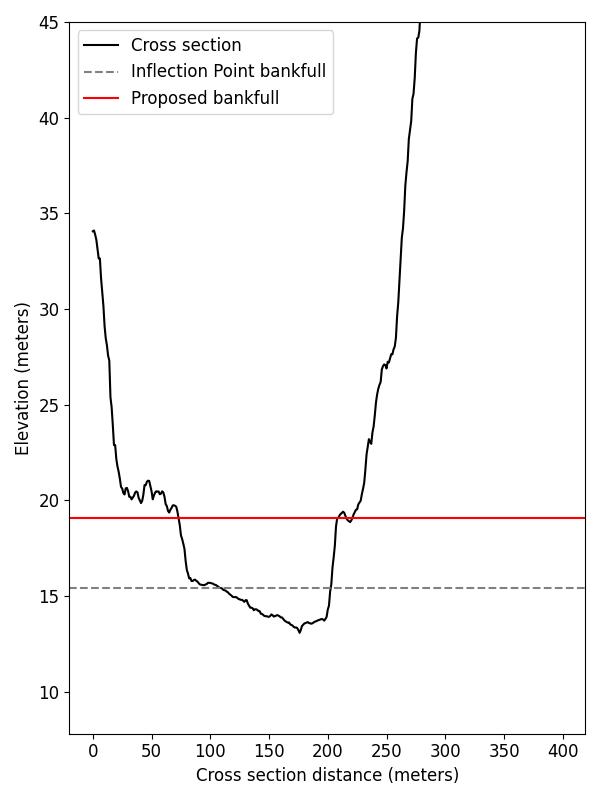 45
40
35
30
25
20
15
10
Elevation (meters)
Cross section
Inflection Point bankfull
Proposed bankfull
0 50 100 150 200 250 300 350 400
Cross section distance (meters)